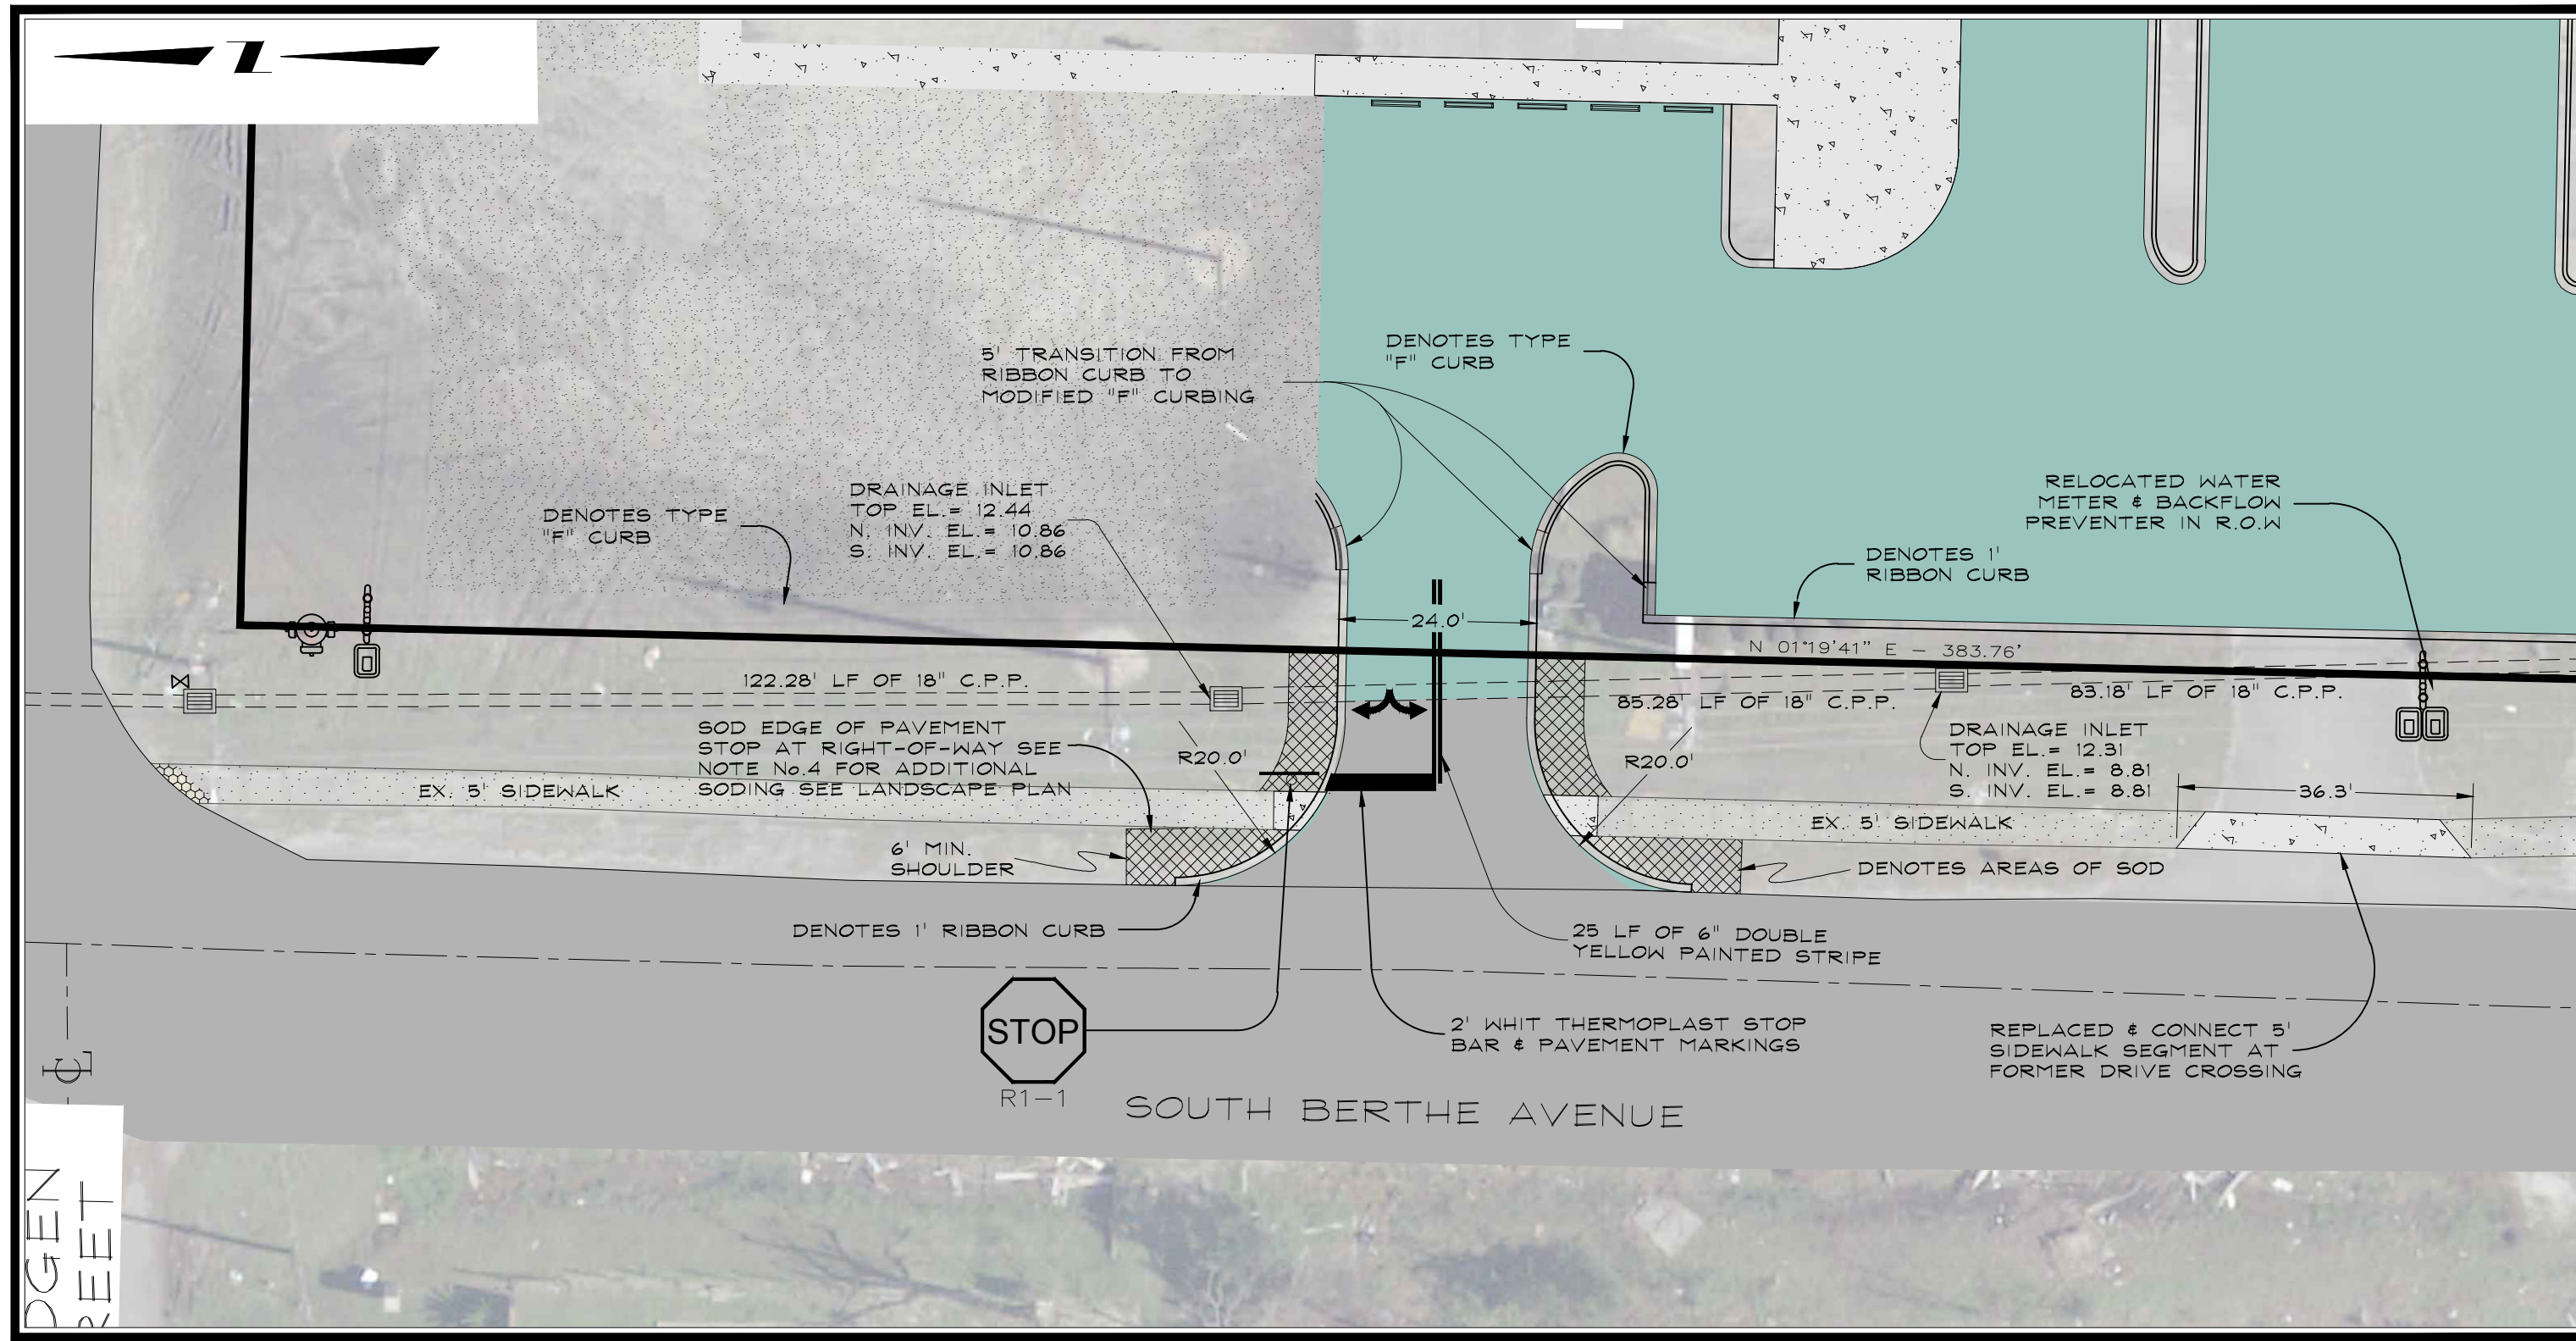 N
5' TRANSITION FROM
RIBBON CURB TO
MODIFIED "F" CURBING
DENOTES TYPE
"F" CURB
RELOCATED WATER
METER & BACKFLOW
PREVENTER IN R.O.W
DENOTES TYPE
"F" CURB
DRAINAGE INLET
TOP EL.= 12.44
N. INV. EL.= 10.86
S. INV. EL.= 10.86
DENOTES 1'
RIBBON CURB
24.0'
N 01°19'41" E - 383.76'
122.28' LF OF 18" C.P.P.
85.28' LF OF 18" C.P.P.
83.18' LF OF 18" C.P.P.
SOD EDGE OF PAVEMENT
STOP AT RIGHT-OF-WAY SEE
NOTE No.4 FOR ADDITIONAL
SODING SEE LANDSCAPE PLAN
R20.0'
R20.0'
DRAINAGE INLET
TOP EL.= 12.31
N. INV. EL.= 8.81
S. INV. EL.= 8.81
36.3'
EX. 5' SIDEWALK
EX. 5' SIDEWALK
6' MIN.
SHOULDER
DENOTES AREAS OF SOD
DENOTES 1' RIBBON CURB
25 LF OF 6" DOUBLE
YELLOW PAINTED STRIPE
STOP
R1-1
2' WHIT THERMOPLAST STOP
BAR & PAVEMENT MARKINGS
REPLACED & CONNECT 5'
SIDEWALK SEGMENT AT
FORMER DRIVE CROSSING
SOUTH BERTHE AVENUE
CL
DGEN
REET